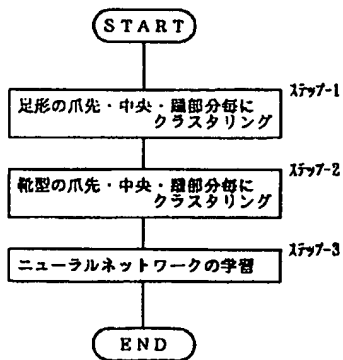 START
ステップ-1
足形の爪先・中央・踵部分毎に
クラスタリング
ステップ-2
靴型の爪先・中央・踵部分毎に
クラスタリング
ステップ-3
ニューラルネットワークの学習
END